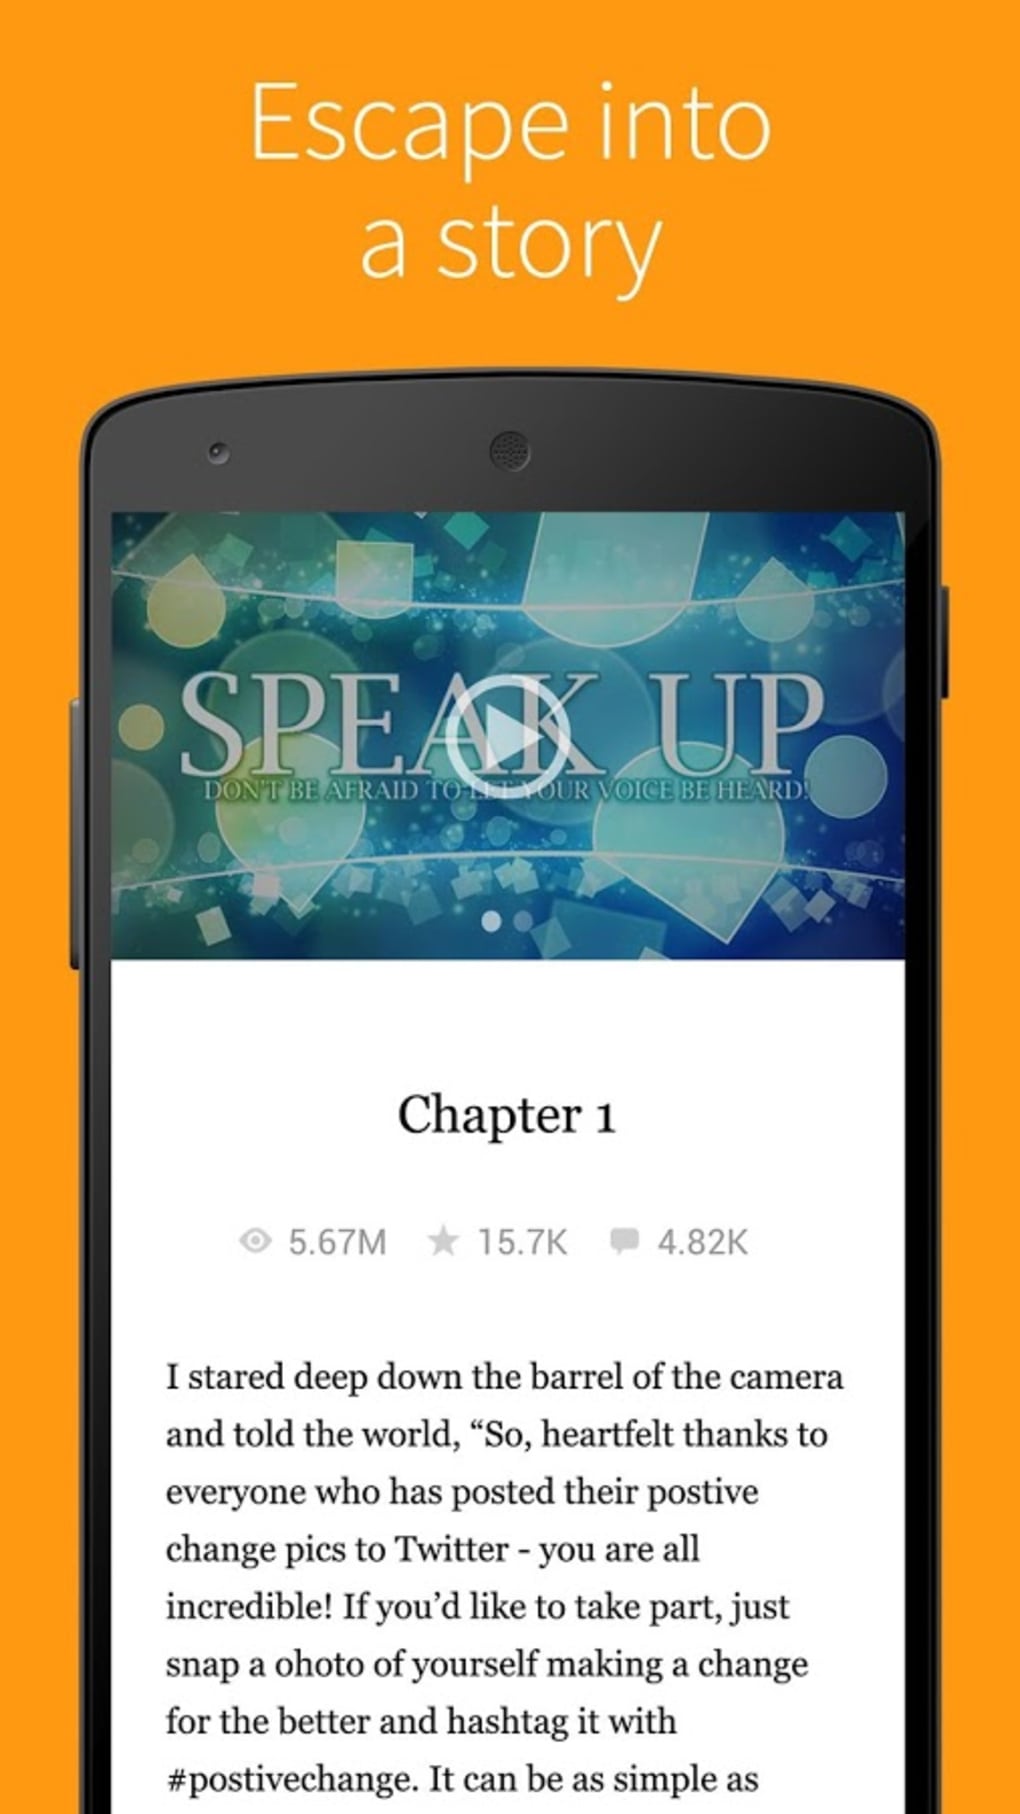 Escape into
a story
SPEAK UP
DON'T BE AFRAID TO LET YOUR VOICE BE HEARD!
Chapter 1
5.67M 15.7K 4.82K
I stared deep down the barrel of the camera
and told the world, “So, heartfelt thanks to
everyone who has posted their postive
change pics to Twitter - you are all
incredible! If you’d like to take part, just
snap a ohoto of yourself making a change
for the better and hashtag it with
#postivechange. It can be as simple as